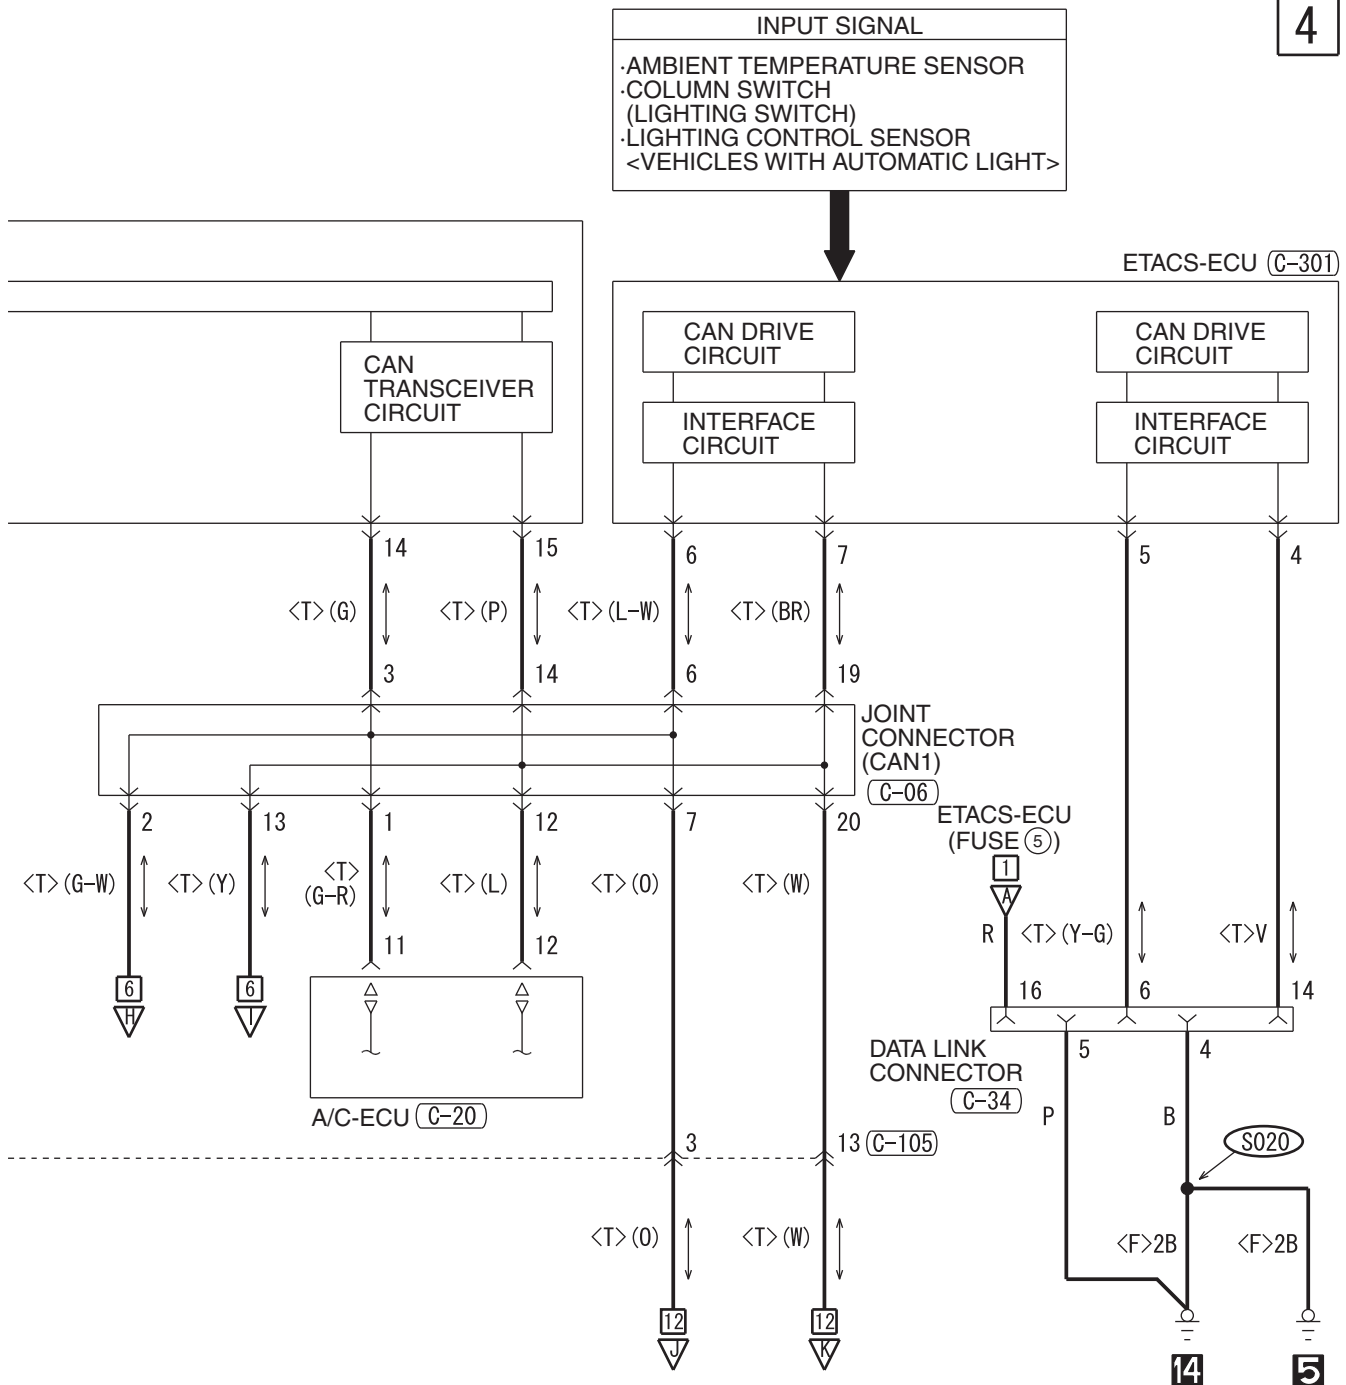 4
INPUT SIGNAL
·AMBIENT TEMPERATURE SENSOR
·COLUMN SWITCH
(LIGHTING SWITCH)
·LIGHTING CONTROL SENSOR
<VEHICLES WITH AUTOMATIC LIGHT>
ETACS-ECU C-301
CAN
TRANSCEIVER
CIRCUIT
CAN DRIVE
CIRCUIT
INTERFACE
CIRCUIT
CAN DRIVE
CIRCUIT
INTERFACE
CIRCUIT
14 15 6 7 5 4
<T>(G) <T>(P) <T>(L-W) <T>(BR)
3 14 6 19
JOINT
CONNECTOR
(CAN1)
C-06
2 13 1 12 7 20
<T>(G-W) <T>(Y) <T>
(G-R) <T>(L) <T>(O) <T>(W)
ETACS-ECU
(FUSE 5)
1
A
R <T>(Y-G) <T>V
11 12
6 6
H I
16 6 14
A/C-ECU C-20
DATA LINK
CONNECTOR
C-34
5 4
P B
3 13 C-105
S020
<T>(O) <T>(W) <F>2B <F>2B
12 12
J K
14 5